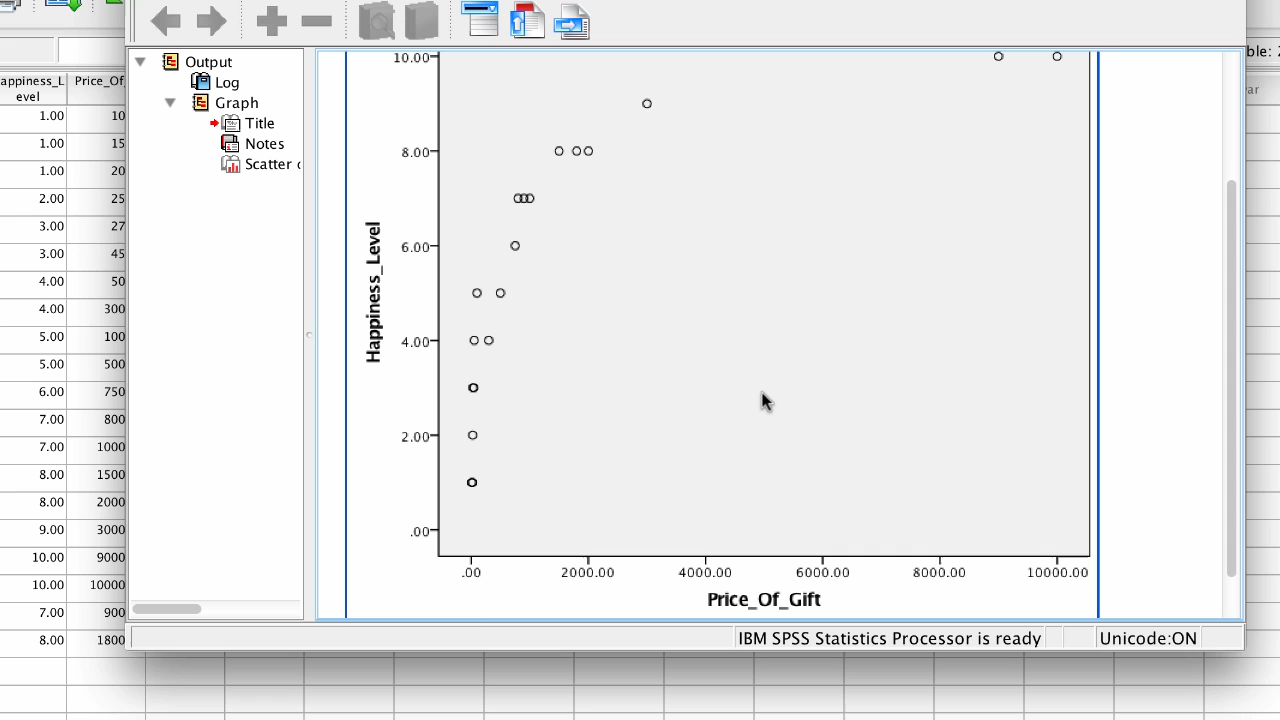 Output
Log
Graph
Title
Notes
Scatter
appiness_L
evel
Price_Of_
ble: 2
var
1.00 10
1.00 15
1.00 20
2.00 25
3.00 27
3.00 45
4.00 50
4.00 300
5.00 100
5.00 500
6.00 750
7.00 800
7.00 1000
8.00 1500
8.00 2000
9.00 3000
10.00 9000
10.00 10000
7.00 900
8.00 1800
10.00
8.00
6.00
4.00
2.00
.00
Happiness_Level
.00 2000.00 4000.00 6000.00 8000.00 10000.00
Price_Of_Gift
IBM SPSS Statistics Processor is ready
Unicode:ON